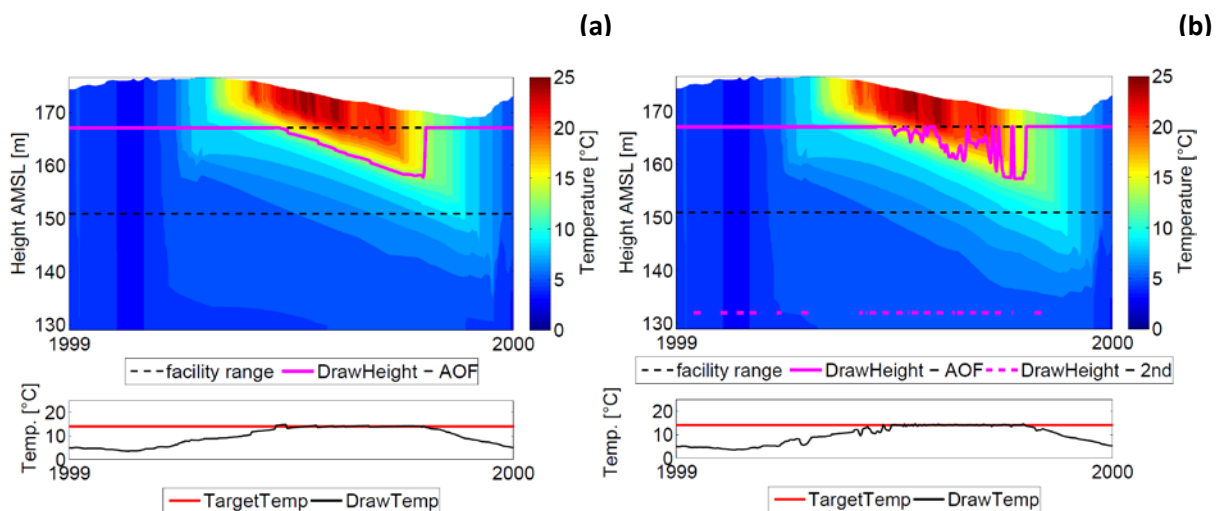 (a)
Height AMSL [m]
170
160
150
140
130
1999
2000
25
20
15
10
5
0
Temperature [°C]
facility range
DrawHeight - AOF
Temp. [°C]
20
10
0
1999
2000
TargetTemp
DrawTemp
(b)
Height AMSL [m]
170
160
150
140
130
1999
2000
25
20
15
10
5
0
Temperature [°C]
facility range
DrawHeight - AOF
DrawHeight - 2nd
Temp. [°C]
20
10
0
1999
2000
TargetTemp
DrawTemp